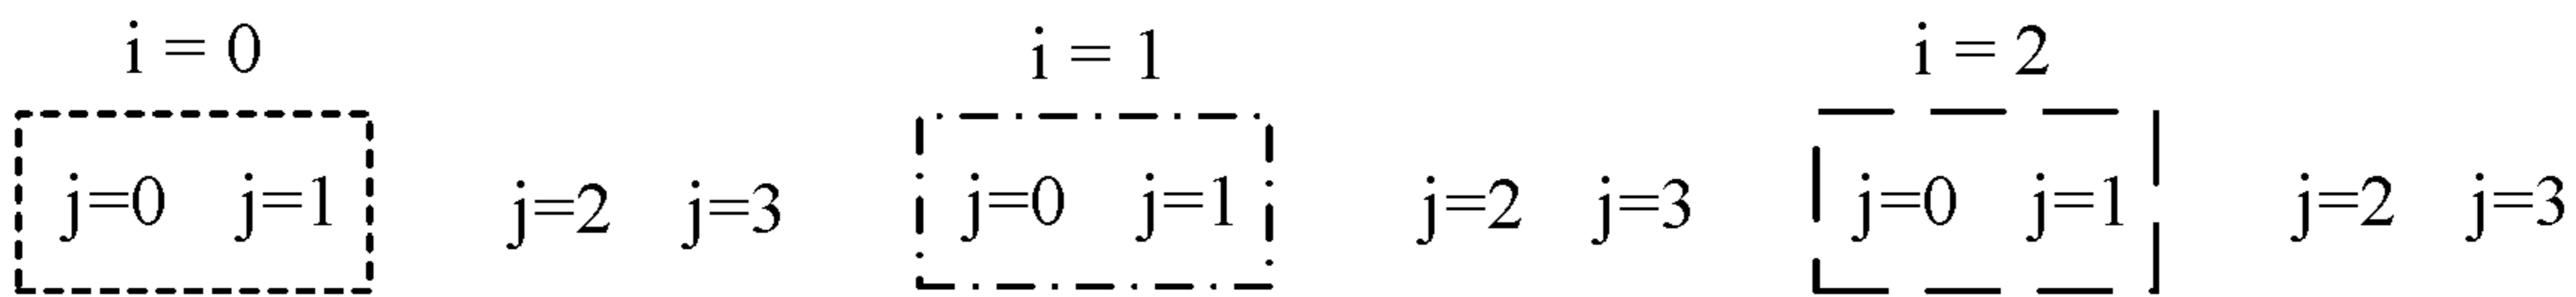 i = 0 i = 1 i = 2
j=0 j=1 j=2 j=3 j=0 j=1 j=2 j=3 j=0 j=1 j=2 j=3